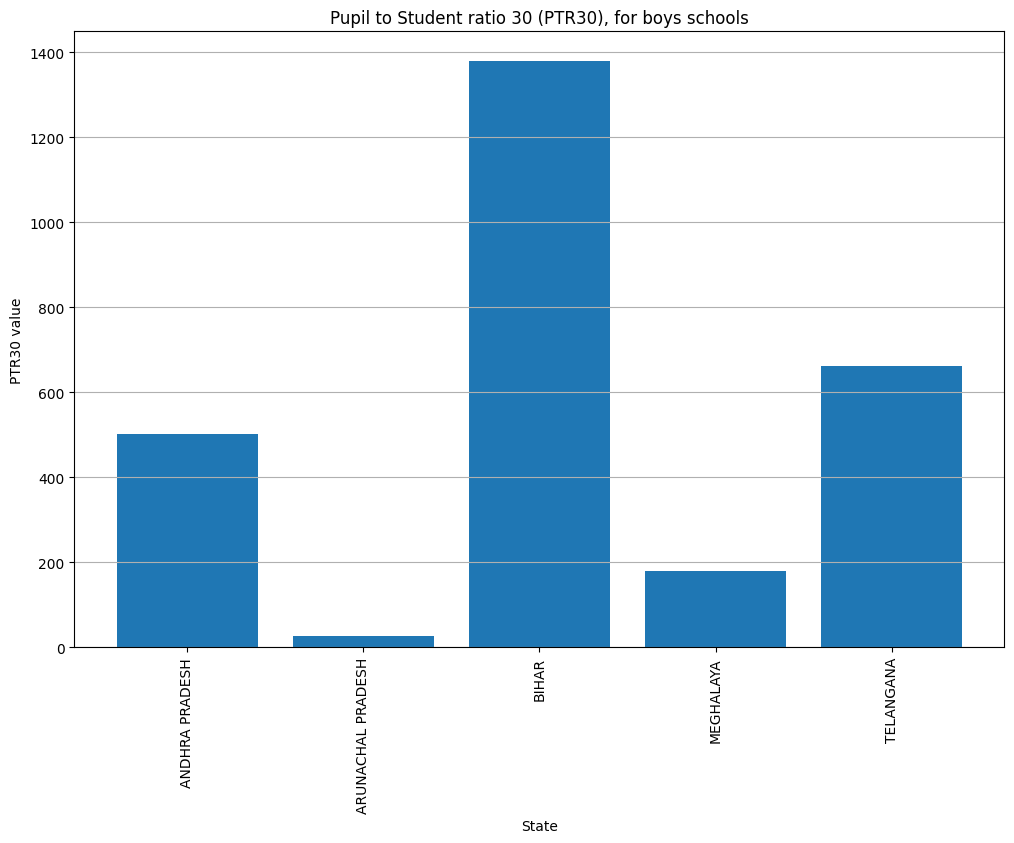 Pupil to Student ratio 30 (PTR30), for boys schools
PTR30 value
1400
1200
1000
800
600
400
200
0
ANDHRA PRADESH
ARUNACHAL PRADESH
BIHAR
MEGHALAYA
TELANGANA
State